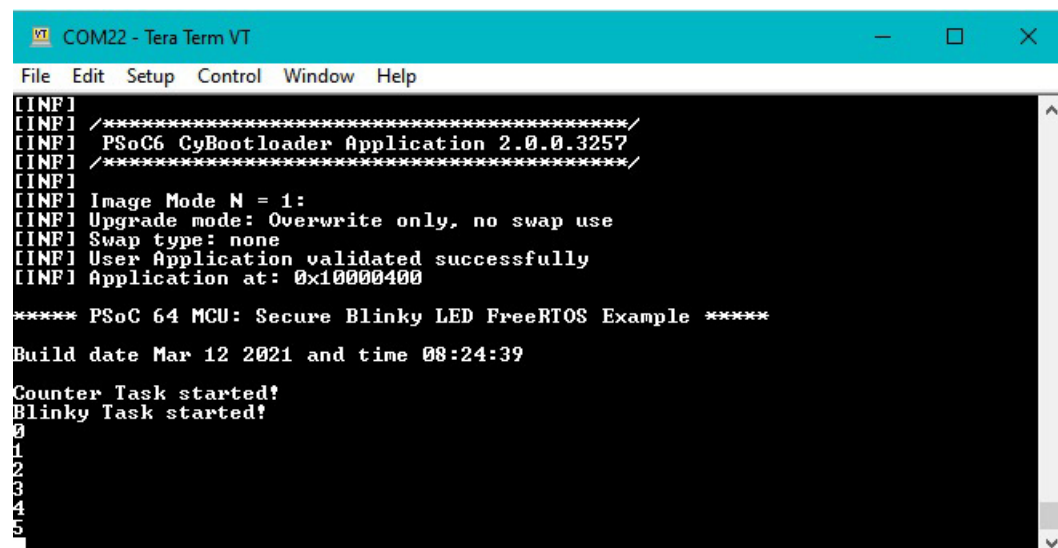 COM22 - Tera Term VT
File Edit Setup Control Window Help
[INF]
[INF] /*****************************************/
[INF]  PSoC6 CyBootloader Application 2.0.0.3257
[INF] /*****************************************/
[INF]
[INF] Image Mode N = 1:
[INF] Upgrade mode: Overwrite only, no swap use
[INF] Swap type: none
[INF] User Application validated successfully
[INF] Application at: 0x10000400
***** PSoC 64 MCU: Secure Blinky LED FreeRTOS Example *****
Build date Mar 12 2021 and time 08:24:39
Counter Task started!
Blinky Task started!
0
1
2
3
4
5